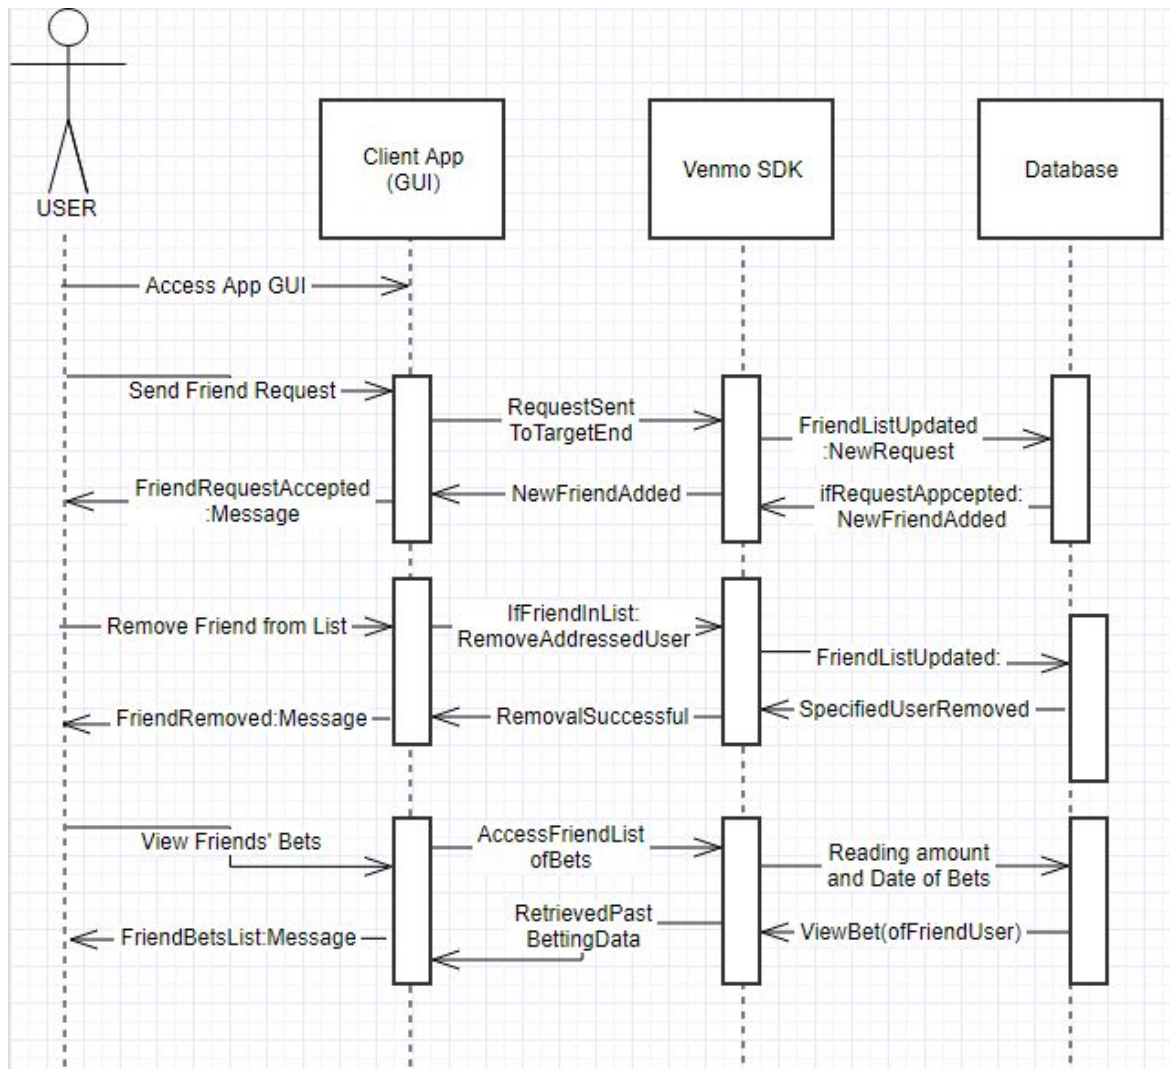 Client App
(GUI)
Venmo SDK
Database
USER
Access App GUI
Send Friend Request
RequestSent
ToTargetEnd
FriendListUpdated
:NewRequest
FriendRequestAccepted
:Message
NewFriendAdded
ifRequestAppcepted:
NewFriendAdded
Remove Friend from List
IfFriendInList:
RemoveAddressedUser
FriendListUpdated:
FriendRemoved:Message
RemovalSuccessful
SpecifiedUserRemoved
View Friends' Bets
AccessFriendList
ofBets
Reading amount
and Date of Bets
FriendBetsList:Message
RetrievedPast
BettingData
ViewBet(ofFriendUser)